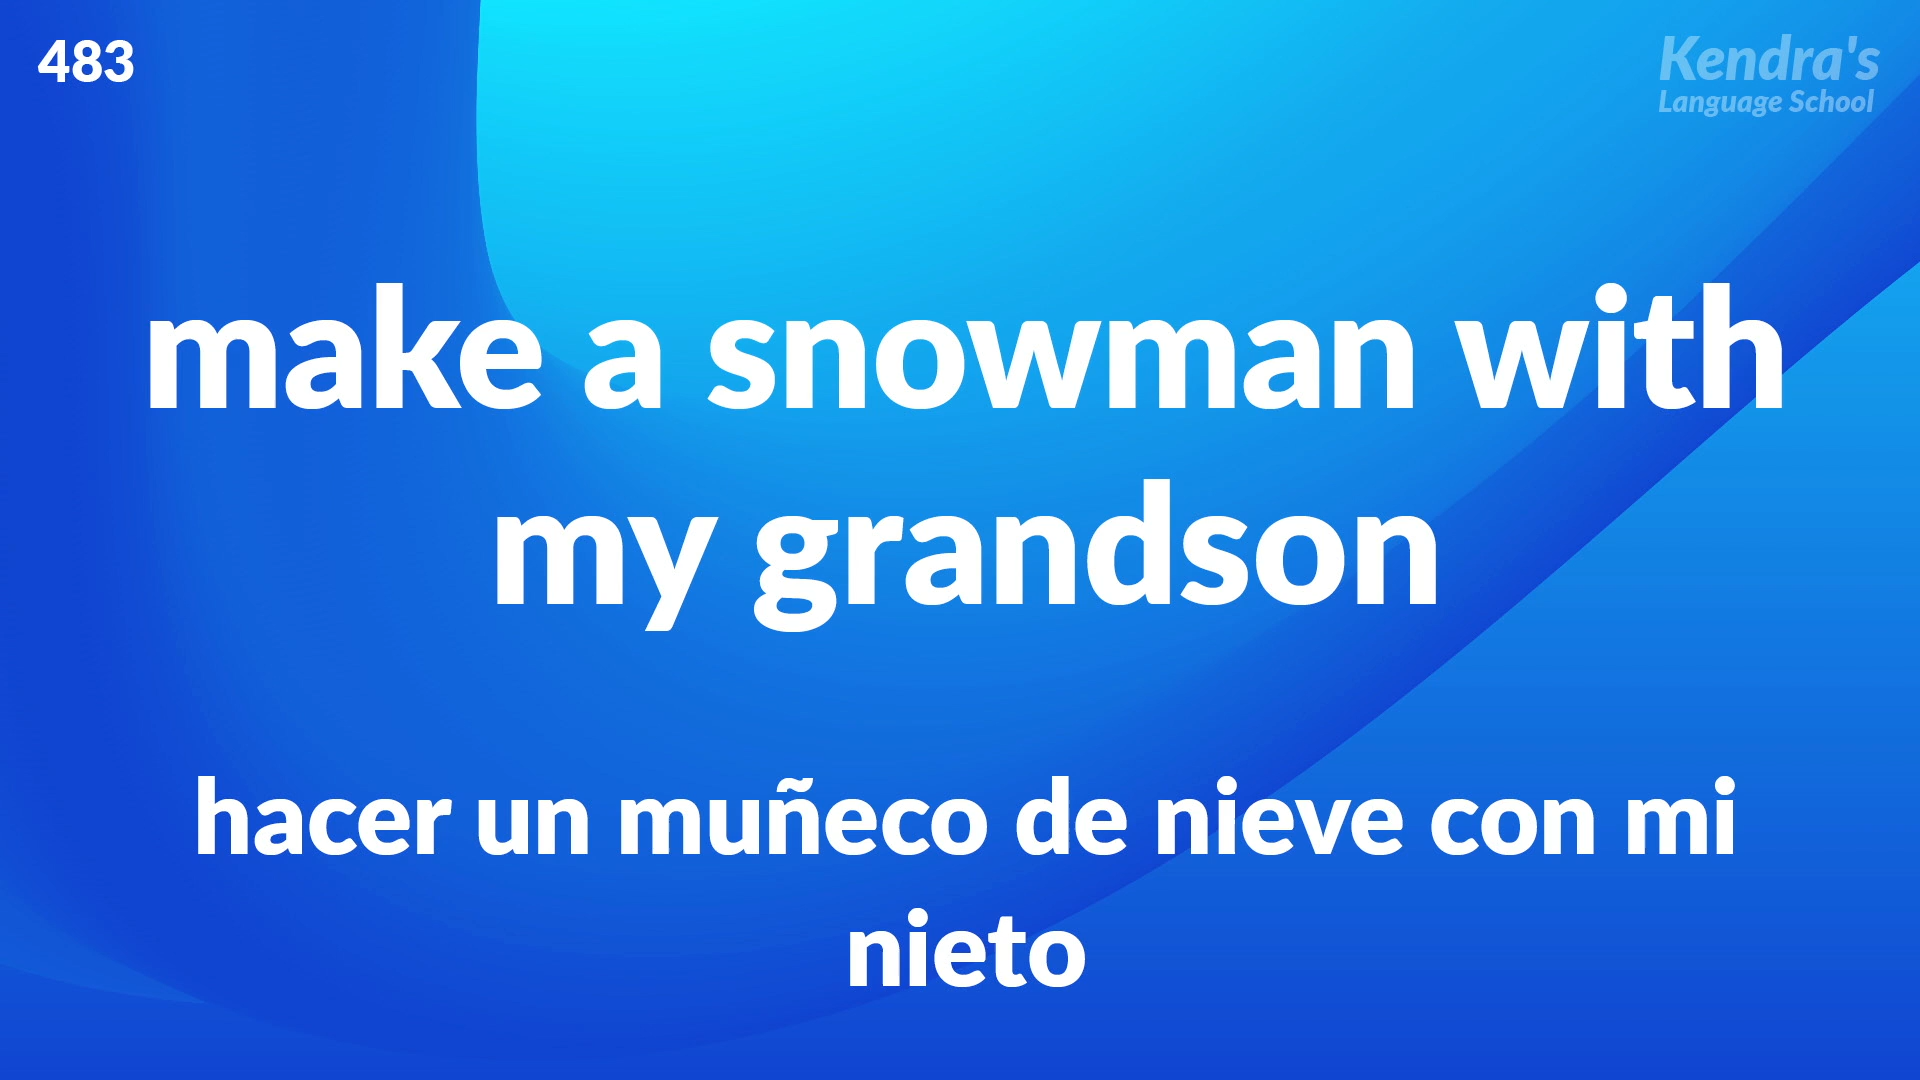 483
Kendra's
Language School
make a snowman with
my grandson
hacer un muñeco de nieve con mi
nieto